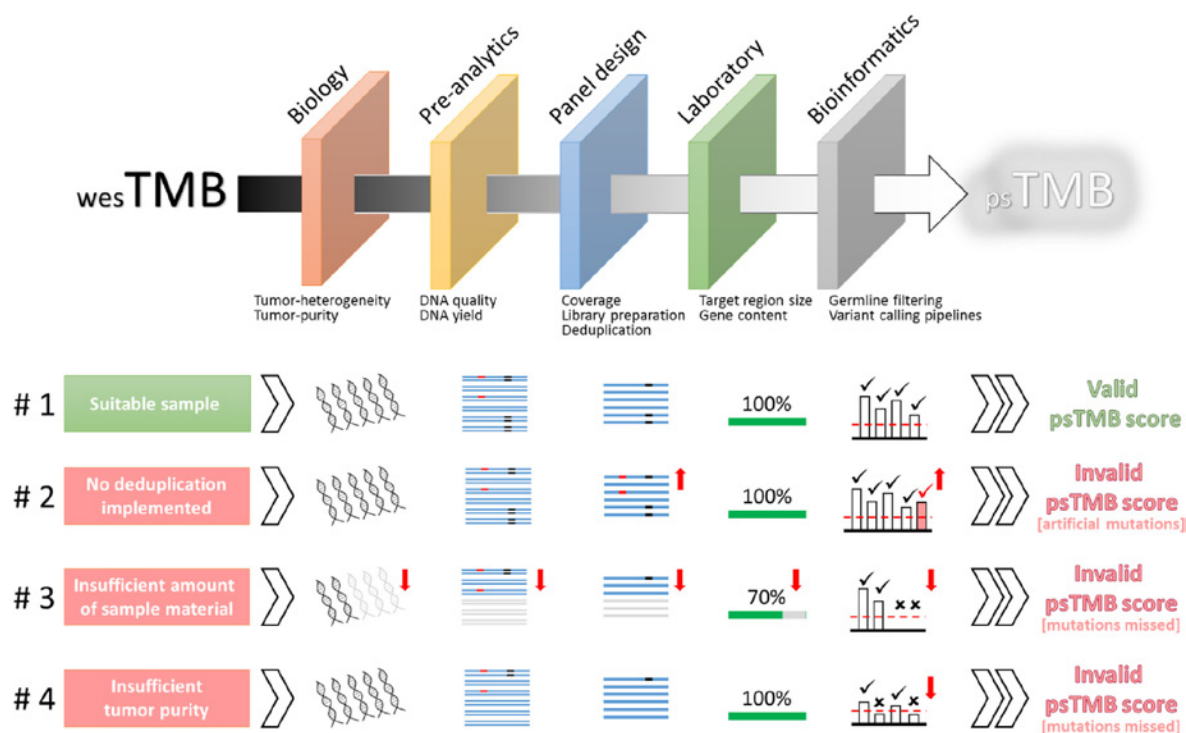 Biology
Pre-analytics
Panel design
Laboratory
Bioinformatics
wesTMB
psTMB
Tumor-heterogeneity
Tumor-purity
DNA quality
DNA yield
Coverage
Library preparation
Deduplication
Target region size
Gene content
Germline filtering
Variant calling pipelines
# 1
Suitable sample
100%
Valid
psTMB score
# 2
No deduplication
implemented
100%
Invalid
psTMB score
[artificial mutations]
# 3
Insufficient amount
of sample material
70%
Invalid
psTMB score
[mutations missed]
# 4
Insufficient
tumor purity
100%
Invalid
psTMB score
[mutations missed]